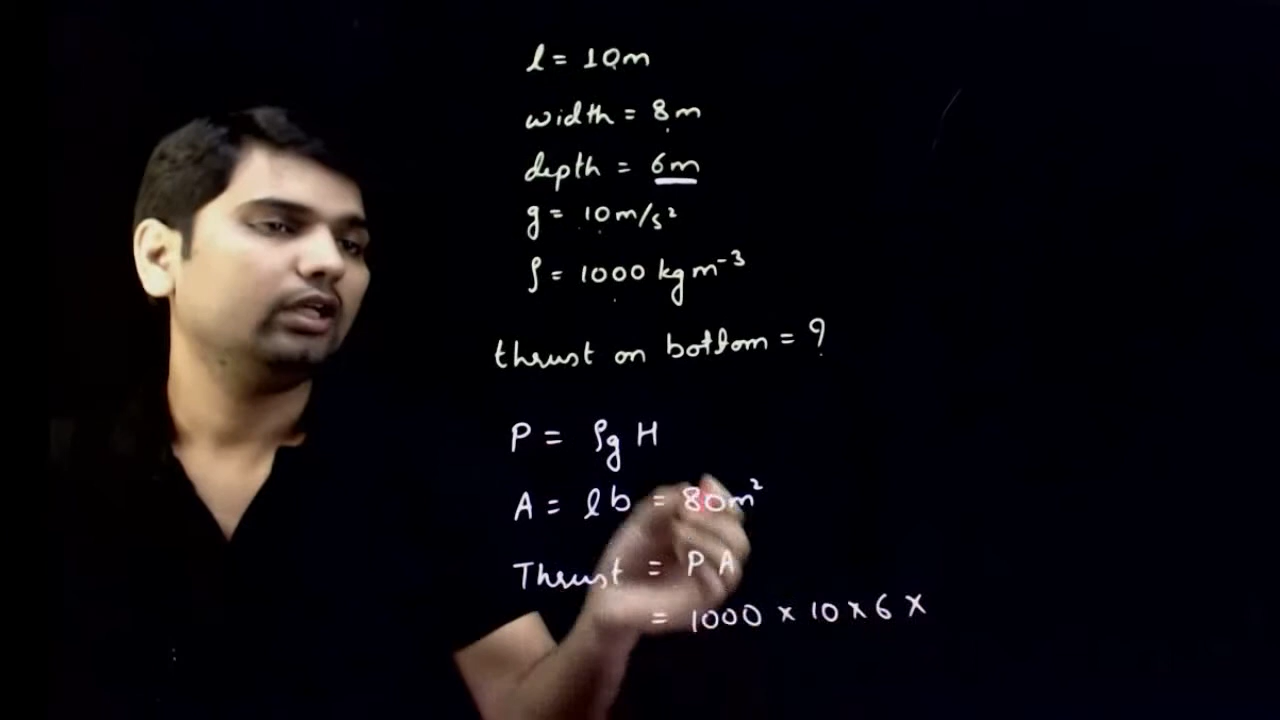 l = 10m
width = 8m
depth = 6m
g = 10m/s²
ρ = 1000 kg m⁻³
thrust on bottom = ?
P = ρg H
A = l b = 80m²
Thrust = P A
= 1000 × 10 × 6 ×